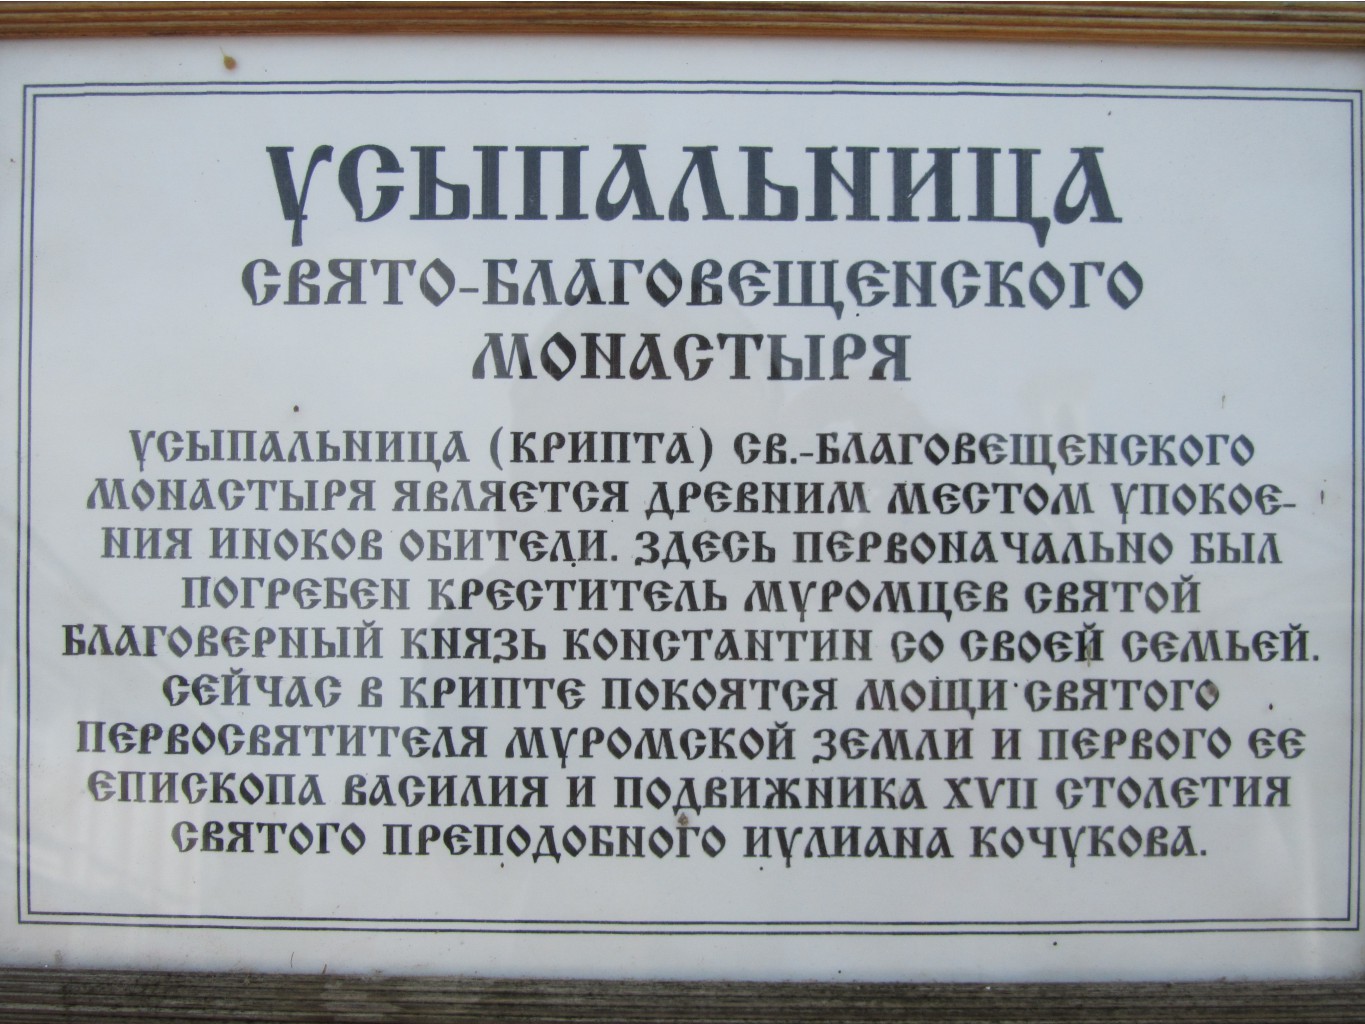 УСЫПАЛЬНИЦА
СВЯТО-БЛАГОВЕЩЕНСКОГО
МОНАСТЫРЯ
УСЫПАЛЬНИЦА (КРИПТА) СВ.-БЛАГОВЕЩЕНСКОГО
МОНАСТЫРЯ ЯВЛЯЕТСЯ ДРЕВНИМ МЕСТОМ УПОКОЕ-
НИЯ ИНОКОВ ОБИТЕЛИ. ЗДЕСЬ ПЕРВОНАЧАЛЬНО БЫЛ
ПОГРЕБЕН КРЕСТИТЕЛЬ МУРОМЦЕВ СВЯТОЙ
БЛАГОВЕРНЫЙ КНЯЗЬ КОНСТАНТИН СО СВОЕЙ СЕМЬЕЙ.
СЕЙЧАС В КРИПТЕ ПОКОЯТСЯ МОЩИ СВЯТОГО
ПЕРВОСВЯТИТЕЛЯ МУРОМСКОЙ ЗЕМЛИ И ПЕРВОГО ЕЕ
ЕПИСКОПА ВАСИЛИЯ И ПОДВИЖНИКА XVII СТОЛЕТИЯ
СВЯТОГО ПРЕПОДОБНОГО ИУЛИАНА КОЧУКОВА.